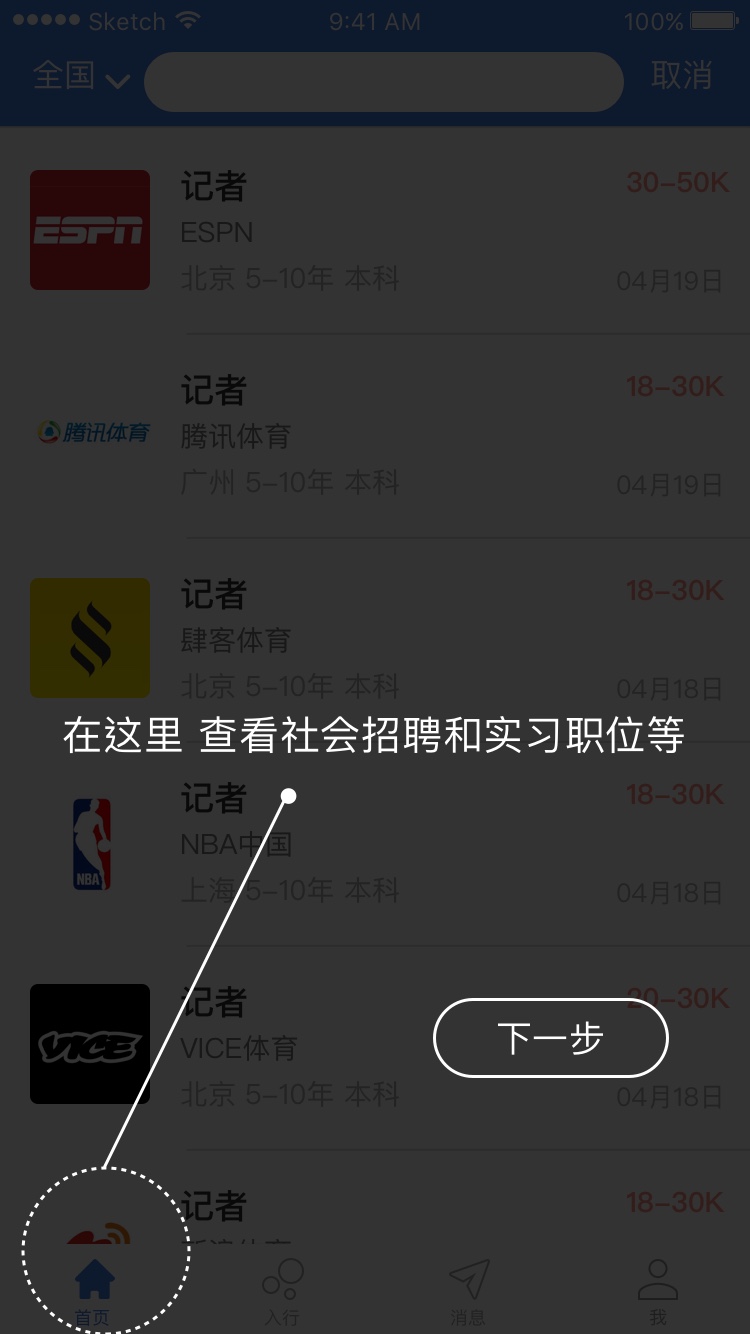 Sketch 9:41 AM 100%
全国 取消
ESPN
记者 30-50K
ESPN
北京 5-10年 本科 04月19日
记者 18-30K
腾讯体育
腾讯体育
广州 5-10年 本科 04月19日
记者 18-30K
肆客体育
北京 5-10年 本科 04月18日
在这里 查看社会招聘和实习职位等
记者 18-30K
NBA
NBA中国
上海 5-10年 本科 04月18日
记者 20-30K
下一步
VICE
VICE体育
北京 5-10年 本科 04月18日
记者 18-30K
首页 入行 消息 我